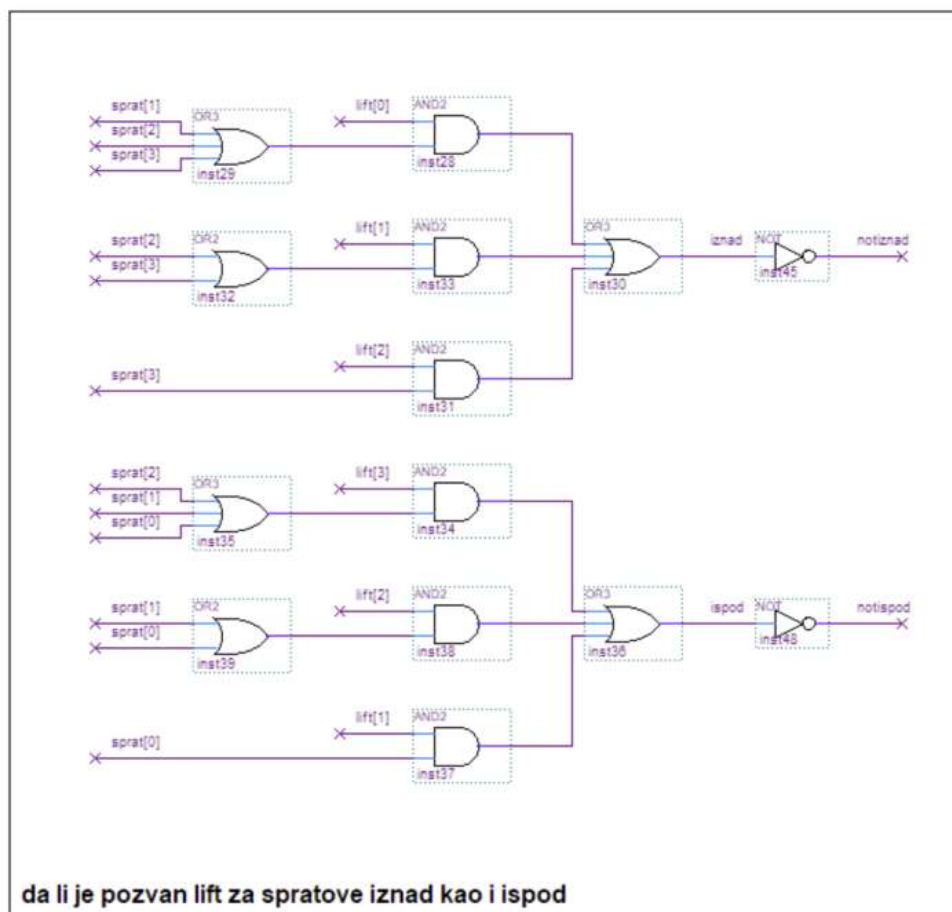 sprat[1]
OR3
lift[0]
AND2
sprat[2]
sprat[3]
inst29
inst28
sprat[2]
OR2
lift[1]
AND2
OR3
iznad
NOT
notiznad
sprat[3]
inst32
inst33
inst30
inst45
lift[2]
AND2
sprat[3]
inst31
sprat[2]
OR3
lift[3]
AND2
sprat[1]
sprat[0]
inst35
inst34
sprat[1]
OR2
lift[2]
AND2
OR3
ispod
NOT
notispod
sprat[0]
inst39
inst38
inst36
inst48
lift[1]
AND2
sprat[0]
inst37
da li je pozvan lift za spratove iznad kao i ispod